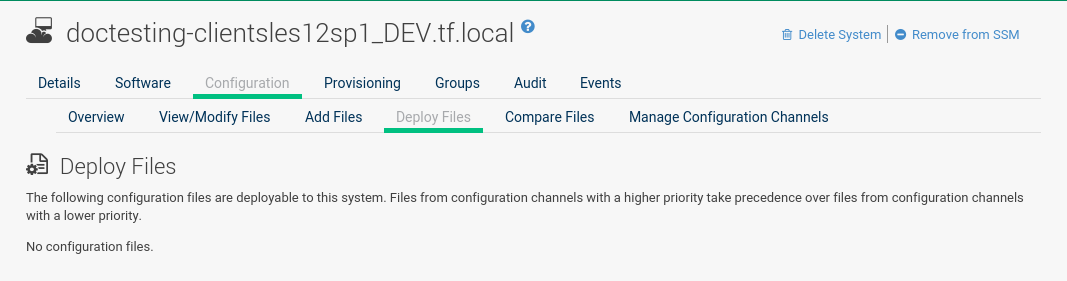 doctesting-clientsles12sp1_DEV.tf.local ?
Delete System | Remove from SSM
Details Software Configuration Provisioning Groups Audit Events
Overview View/Modify Files Add Files Deploy Files Compare Files Manage Configuration Channels
Deploy Files
The following configuration files are deployable to this system. Files from configuration channels with a higher priority take precedence over files from configuration channels
with a lower priority.
No configuration files.